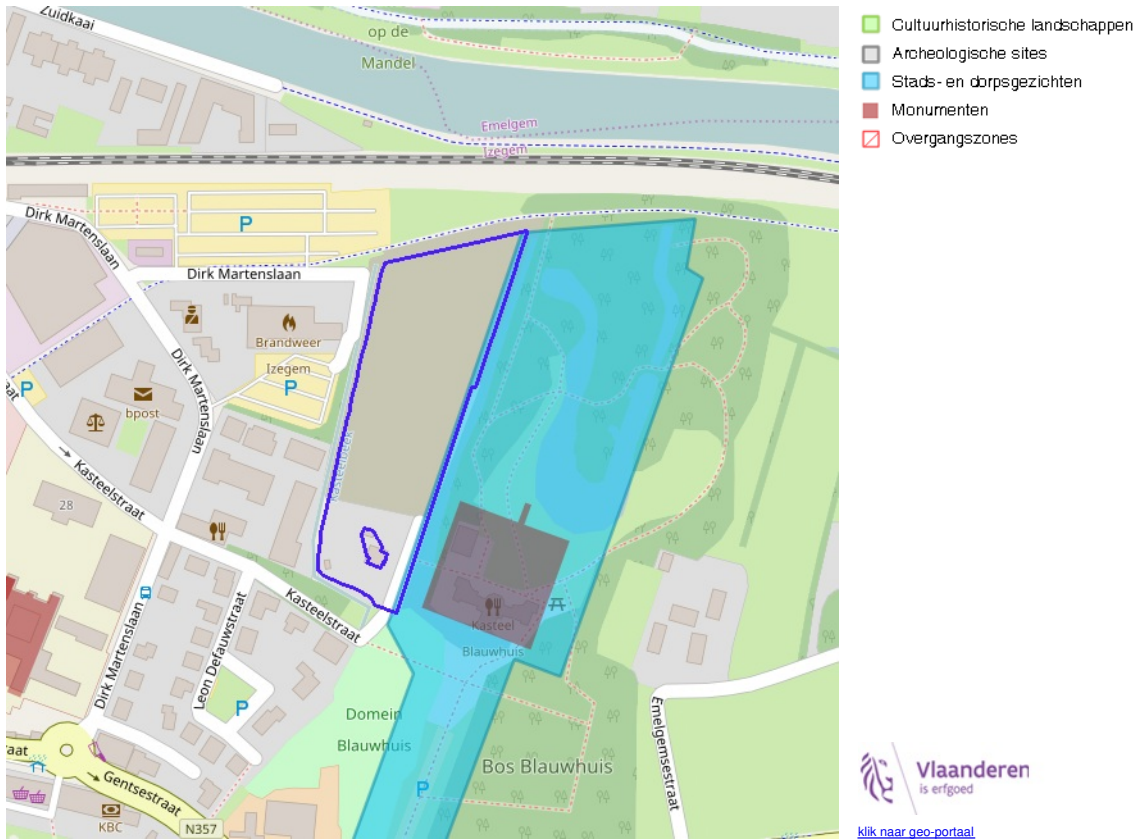 Zuidkaai
op de
Mandel
Emelgem
Izegem
Dirk Martenslaan
P
Dirk Martenslaan
Brandweer
Izegem
P
Dirk Martenslaan
P
bpost
Kasteelbeek
Kasteelstraat
28
Kasteelstraat
Kasteel
Blauwhuis
Dirk Martenslaan
Leon Defauwstraat
P
Domein
Blauwhuis
Bos Blauwhuis
Emelgemsestraat
P
raat
Gentsestraat
KBC
N357
Cultuurhistorische landschappen
Archeologische sites
Stads- en dorpsgezichten
Monumenten
Overgangszones
Vlaanderen
is erfgoed
klik naar geo-portaal